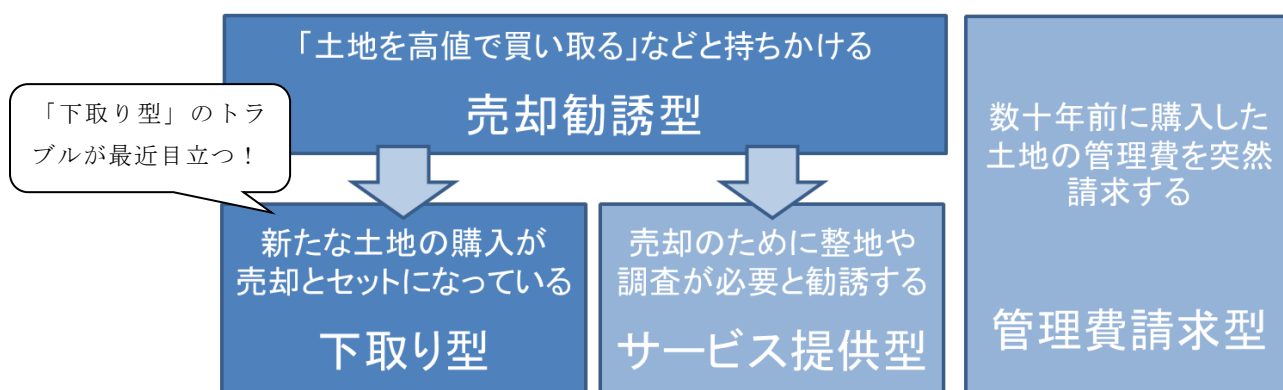 「土地を高値で買い取る」などと持ちかける
売却勧誘型
「下取り型」のトラ
ブルが最近目立つ！
新たな土地の購入が
売却とセットになっている
下取り型
売却のために整地や
調査が必要と勧誘する
サービス提供型
数十年前に購入した
土地の管理費を突然
請求する
管理費請求型